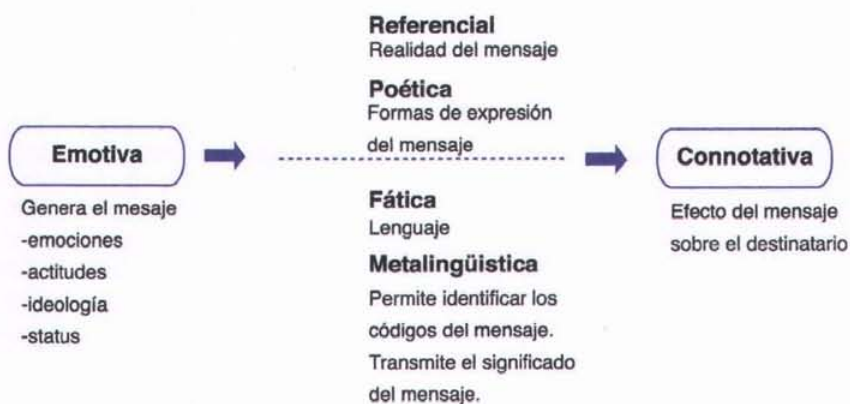 Emotiva
Genera el mesaje
-emociones
-actitudes
-ideología
-status
Referencial
Realidad del mensaje
Poética
Formas de expresión
del mensaje
Fática
Lenguaje
Metalingüistica
Permite identificar los
códigos del mensaje.
Transmite el significado
del mensaje.
Connotativa
Efecto del mensaje
sobre el destinatario